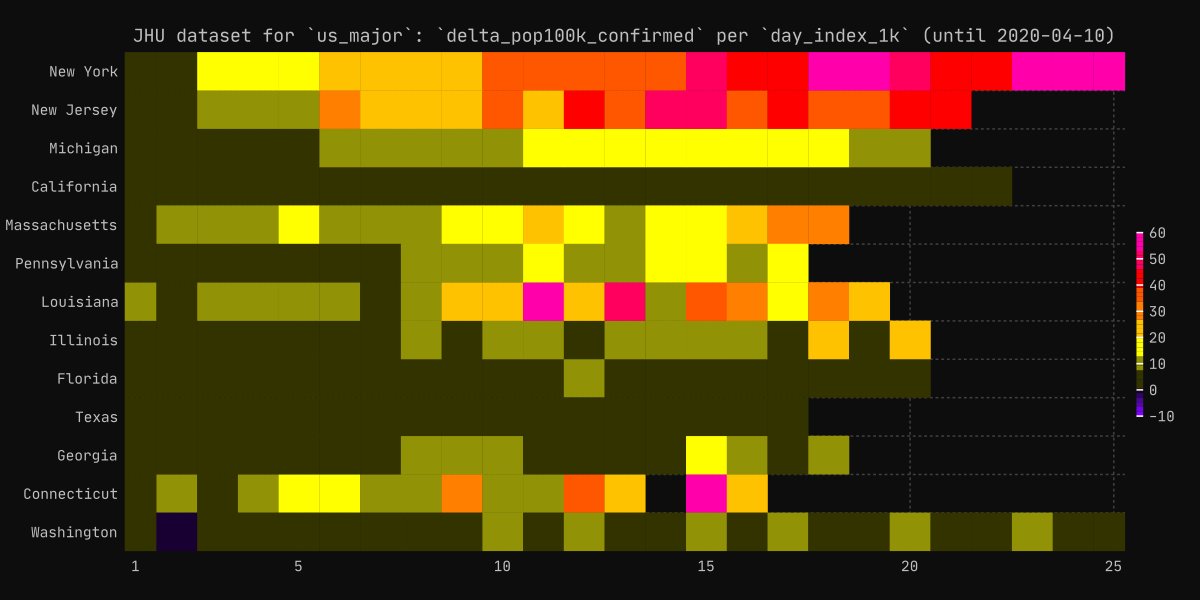 JHU dataset for `us_major`: `delta_pop100k_confirmed` per `day_index_1k` (until 2020-04-10)
New York
New Jersey
Michigan
California
Massachusetts
Pennsylvania
Louisiana
Illinois
Florida
Texas
Georgia
Connecticut
Washington
1 5 10 15 20 25
60
50
40
30
20
10
0
-10